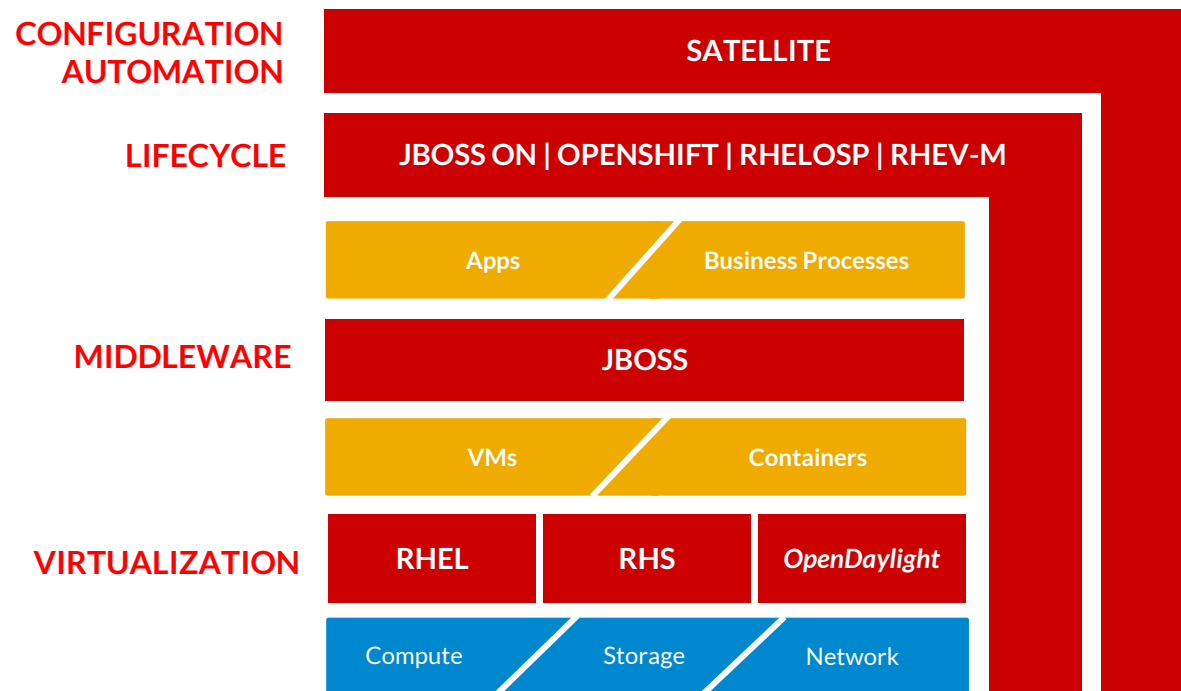 CONFIGURATION
AUTOMATION
SATELLITE
LIFECYCLE
JBOSS ON | OPENSHIFT | RHELOSP | RHEV-M
Apps
Business Processes
MIDDLEWARE
JBOSS
VMs
Containers
VIRTUALIZATION
RHEL
RHS
OpenDaylight
Compute
Storage
Network